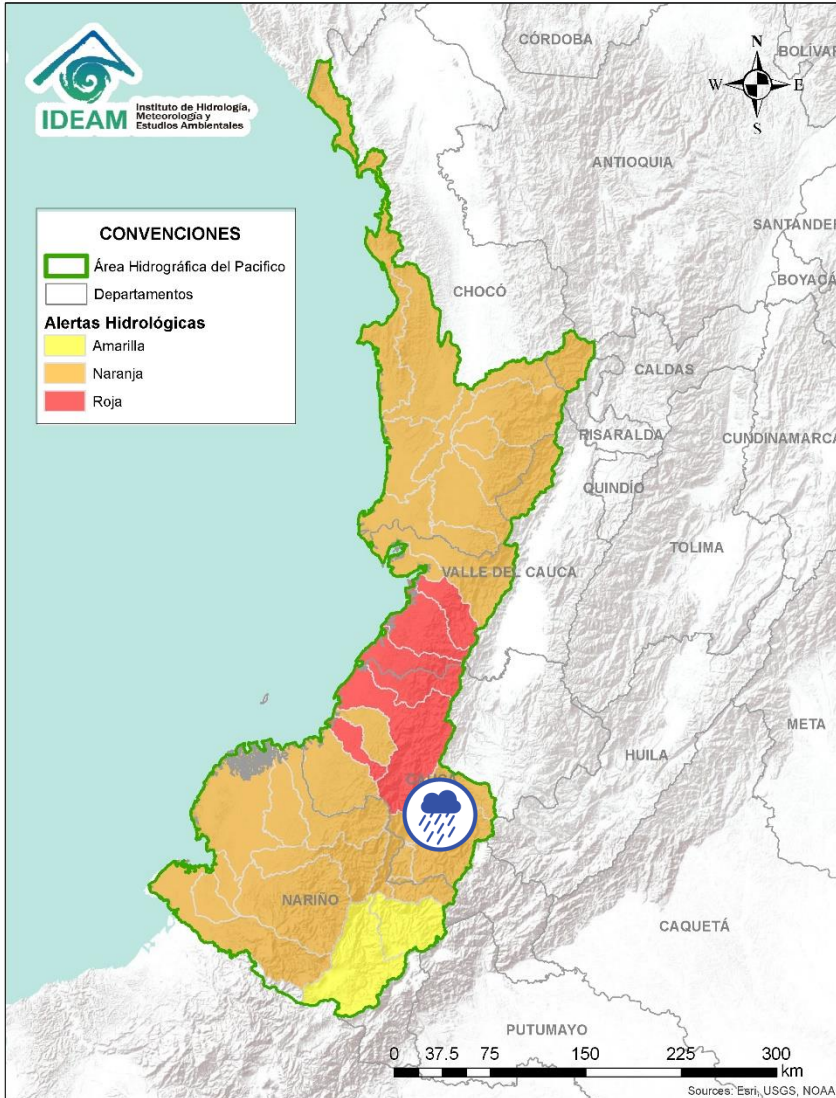 IDEAM
Instituto de Hidrología,
Meteorología y
Estudios Ambientales
CÓRDOBA
BOLÍVAR
N
W
E
S
ANTIOQUIA
SANTANDER
BOYACÁ
CONVENCIONES
Área Hidrográfica del Pacifico
Departamentos
Alertas Hidrológicas
Amarilla
Naranja
Roja
CHOCÓ
CALDAS
RISARALDA
CUNDINAMARCA
QUINDÍO
TOLIMA
VALLE DEL CAUCA
META
HUILA
NARIÑO
CAQUETÁ
PUTUMAYO
0 37.5 75 150 225 300
km
Sources: Esri, USGS, NOAA